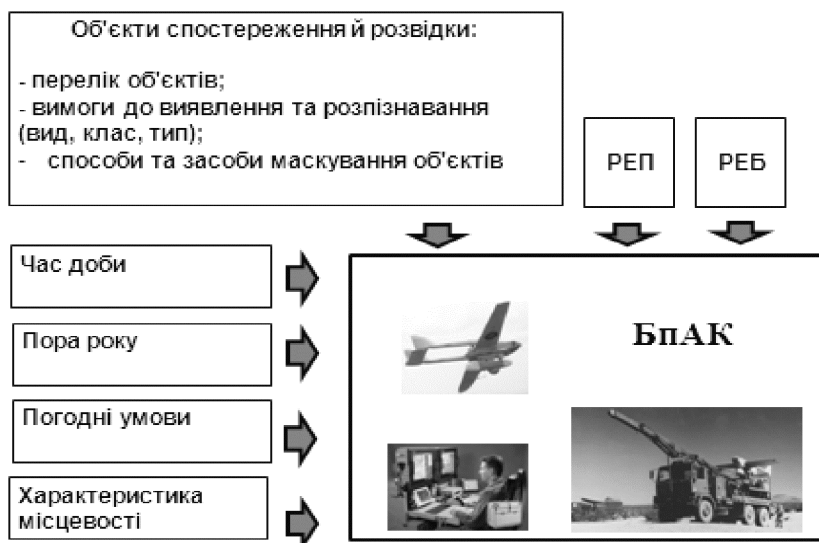 Об'єкти спостереження й розвідки:
- перелік об'єктів;
- вимоги до виявлення та розпізнавання
(вид, клас, тип);
- способи та засоби маскування об'єктів
РЕП
РЕБ
Час доби
Пора року
Погодні умови
Характеристика
місцевості
БпАК